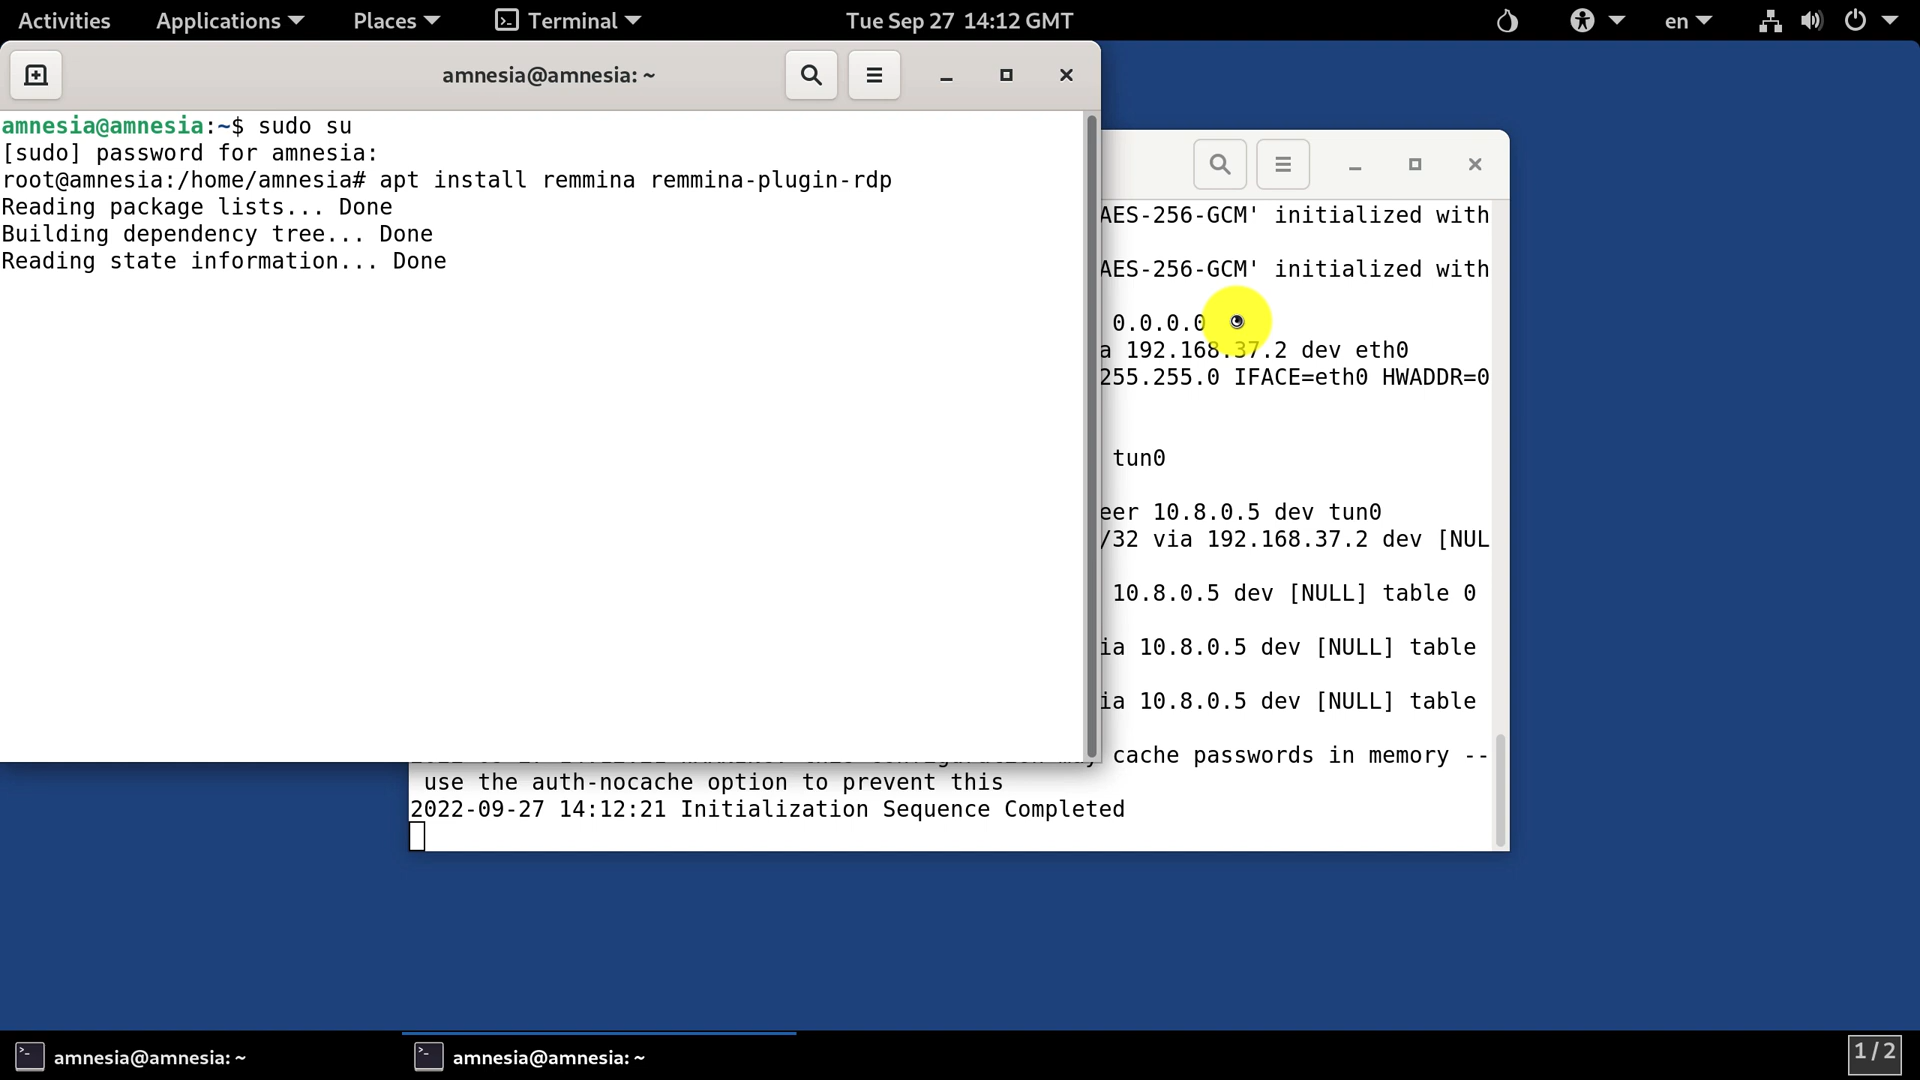 Activities Applications Places Terminal Tue Sep 27 14:12 GMT en
amnesia@amnesia: ~
amnesia@amnesia:~$ sudo su
[sudo] password for amnesia:
root@amnesia:/home/amnesia# apt install remmina remmina-plugin-rdp
Reading package lists... Done
Building dependency tree... Done
Reading state information... Done
AES-256-GCM' initialized with
AES-256-GCM' initialized with
0.0.0.0
a 192.168.37.2 dev eth0
255.255.0 IFACE=eth0 HWADDR=0
tun0
eer 10.8.0.5 dev tun0
/32 via 192.168.37.2 dev [NUL
10.8.0.5 dev [NULL] table 0
ia 10.8.0.5 dev [NULL] table
ia 10.8.0.5 dev [NULL] table
cache passwords in memory --
use the auth-nocache option to prevent this
2022-09-27 14:12:21 Initialization Sequence Completed
amnesia@amnesia: ~ amnesia@amnesia: ~ 1/2